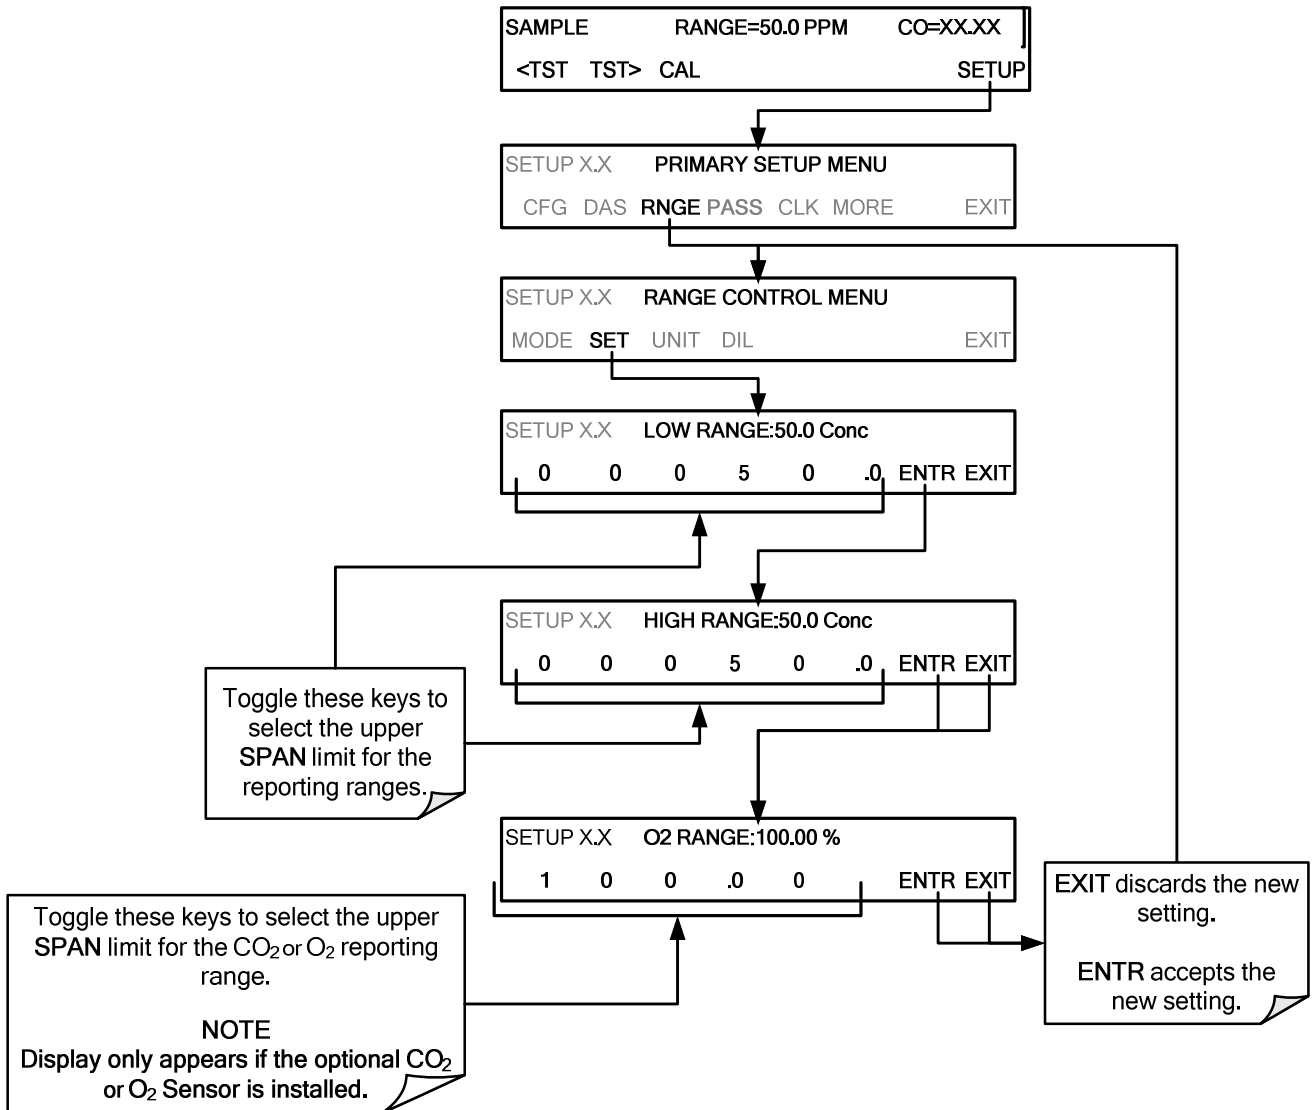 SAMPLE RANGE=50.0 PPM CO=XX.XX
<TST TST> CAL SETUP
SETUP X.X PRIMARY SETUP MENU
CFG DAS RNGE PASS CLK MORE EXIT
SETUP X.X RANGE CONTROL MENU
MODE SET UNIT DIL EXIT
SETUP X.X LOW RANGE:50.0 Conc
0 0 0 5 0 .0 ENTR EXIT
SETUP X.X HIGH RANGE:50.0 Conc
0 0 0 5 0 .0 ENTR EXIT
Toggle these keys to
select the upper
SPAN limit for the
reporting ranges.
SETUP X.X O2 RANGE:100.00 %
1 0 0 .0 0 ENTR EXIT
Toggle these keys to select the upper
SPAN limit for the CO₂ or O₂ reporting
range.
NOTE
Display only appears if the optional CO₂
or O₂ Sensor is installed.
EXIT discards the new
setting.
ENTR accepts the
new setting.